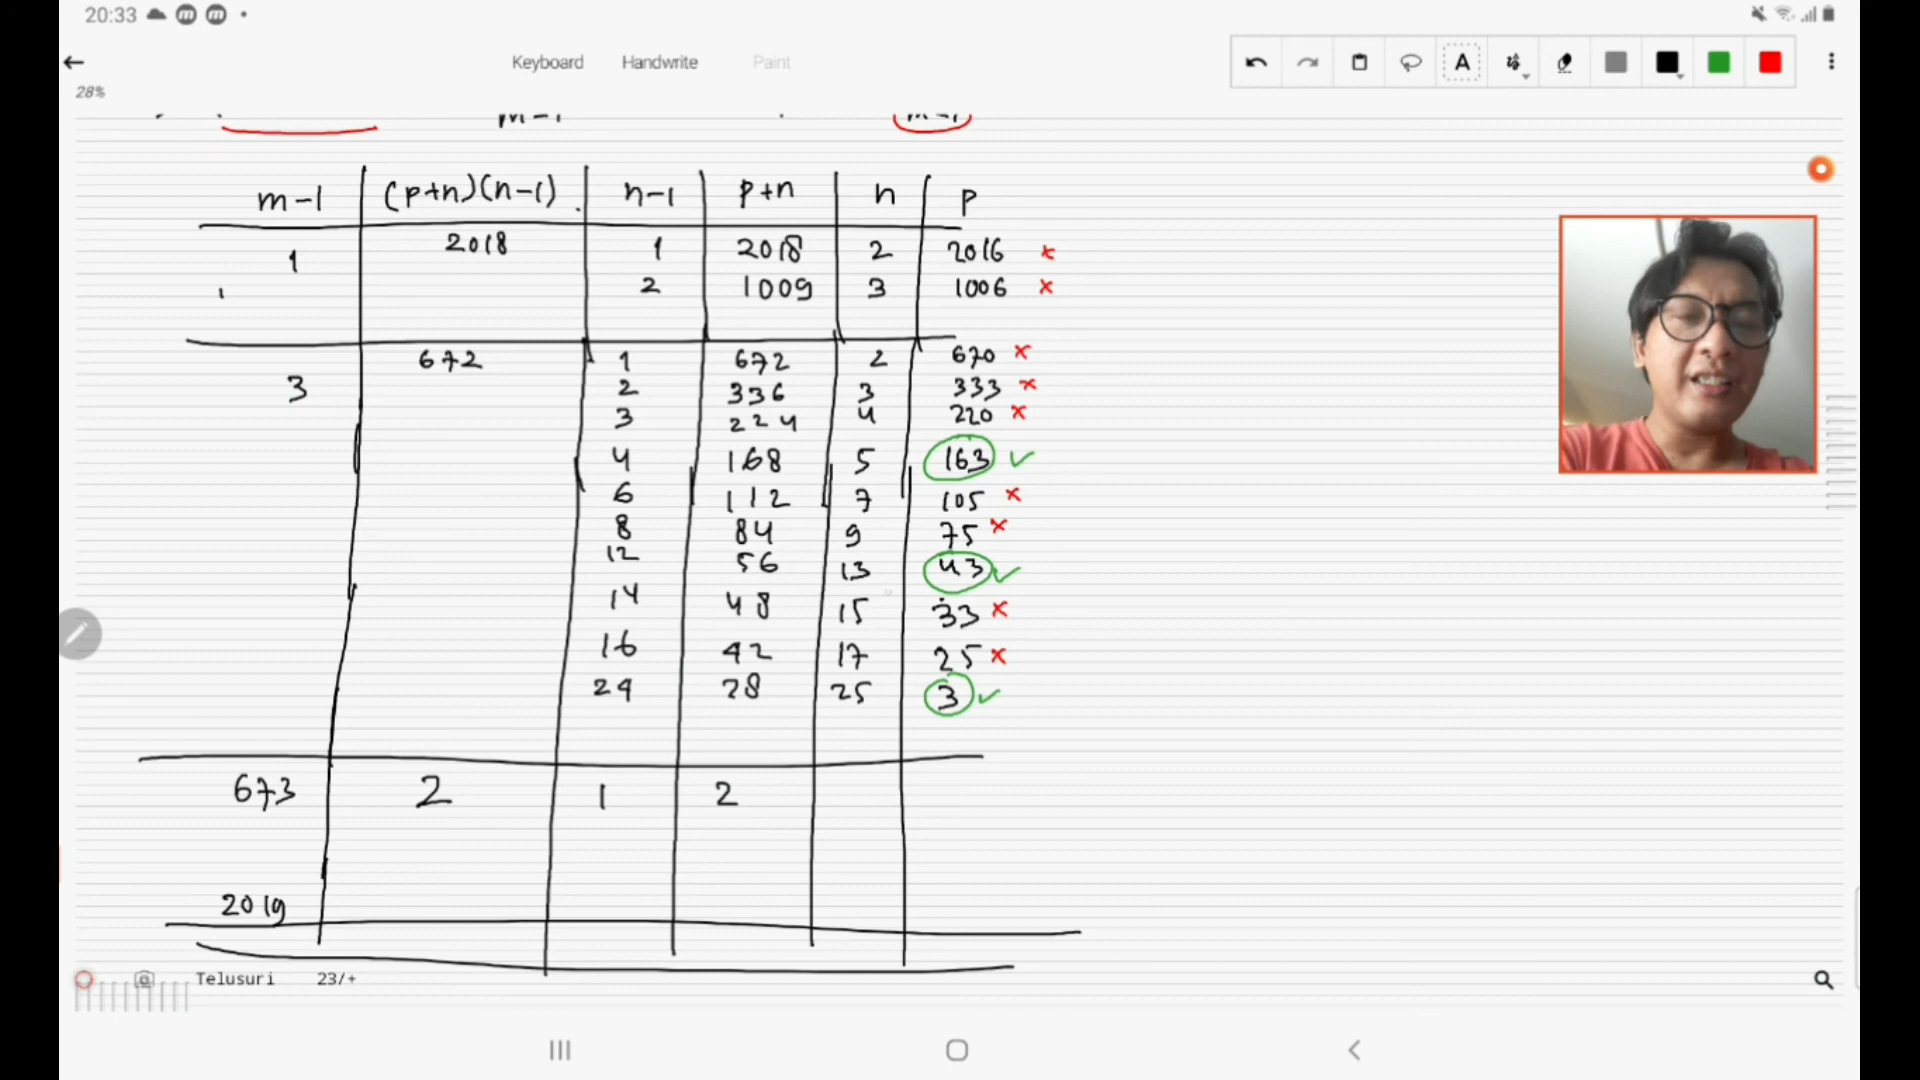 20:33
Keyboard Handwrite Paint
A
28%
m-1
m-1
m-1 (p+n)(n-1) n-1 p+n n p
1 2018 1 2018 2 2016 ×
2 1009 3 1006 ×
3 672 1 672 2 670 ×
2 336 3 333 ×
3 224 4 220 ×
4 168 5 163 ✓
6 112 7 105 ×
8 84 9 75 ×
12 56 13 43 ✓
14 48 15 33 ×
16 42 17 25 ×
24 28 25 3 ✓
673 2 1 2
2019
Telusuri 23/+